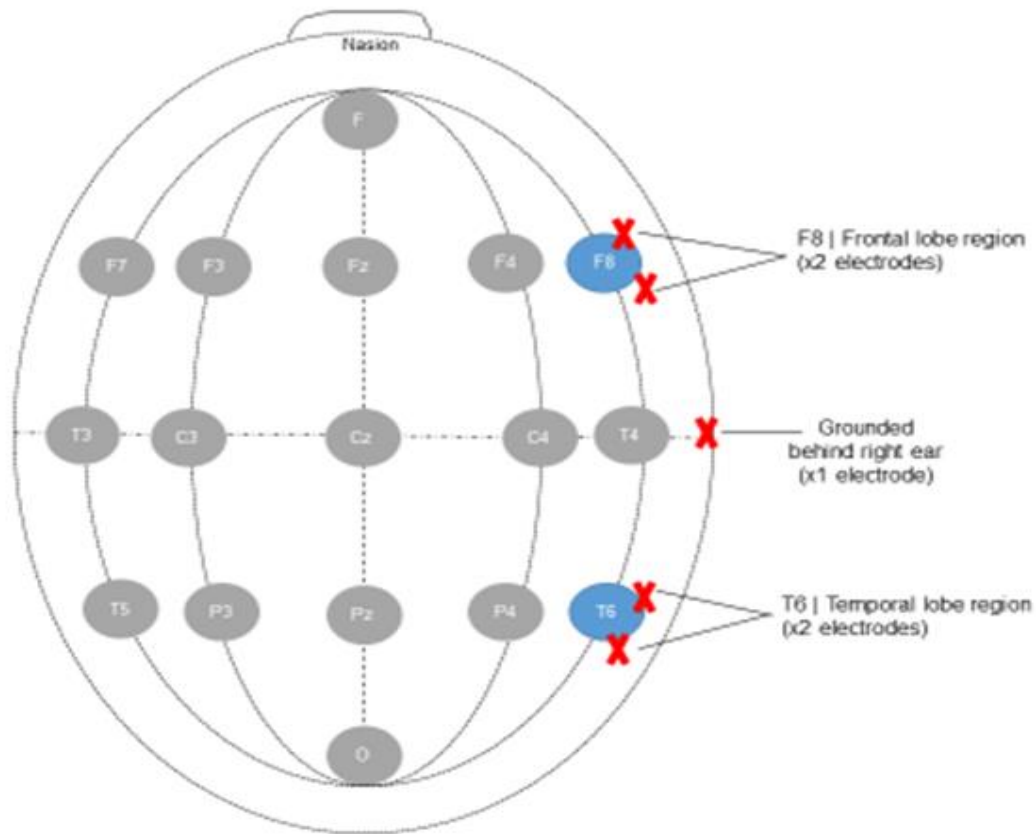 Nasion
F
F7 F3 Fz F4 F8
F8 | Frontal lobe region
(x2 electrodes)
T3 C3 Cz C4 T4
Grounded
behind right ear
(x1 electrode)
T5 P3 Pz P4 T6
T6 | Temporal lobe region
(x2 electrodes)
O